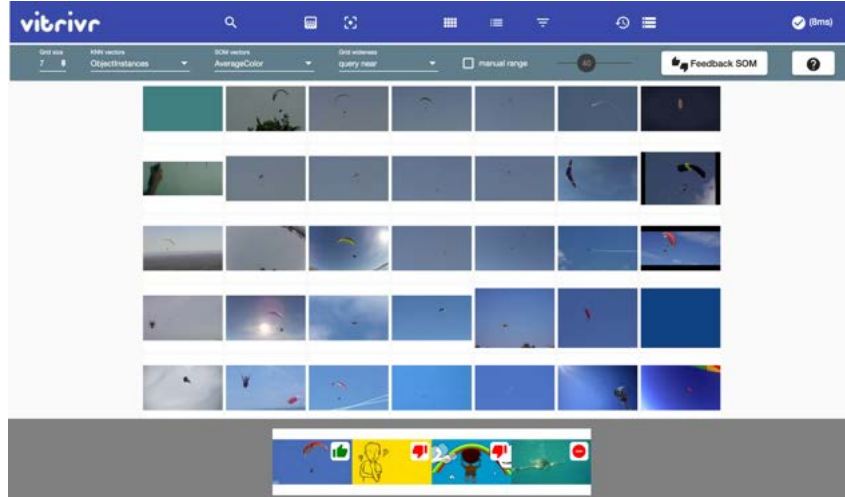 vitrivr
(8ms)
Grid size
7
KNN vectors
ObjectInstances
SOM vectors
AverageColor
Grid wideness
query near
manual range
40
Feedback SOM
?